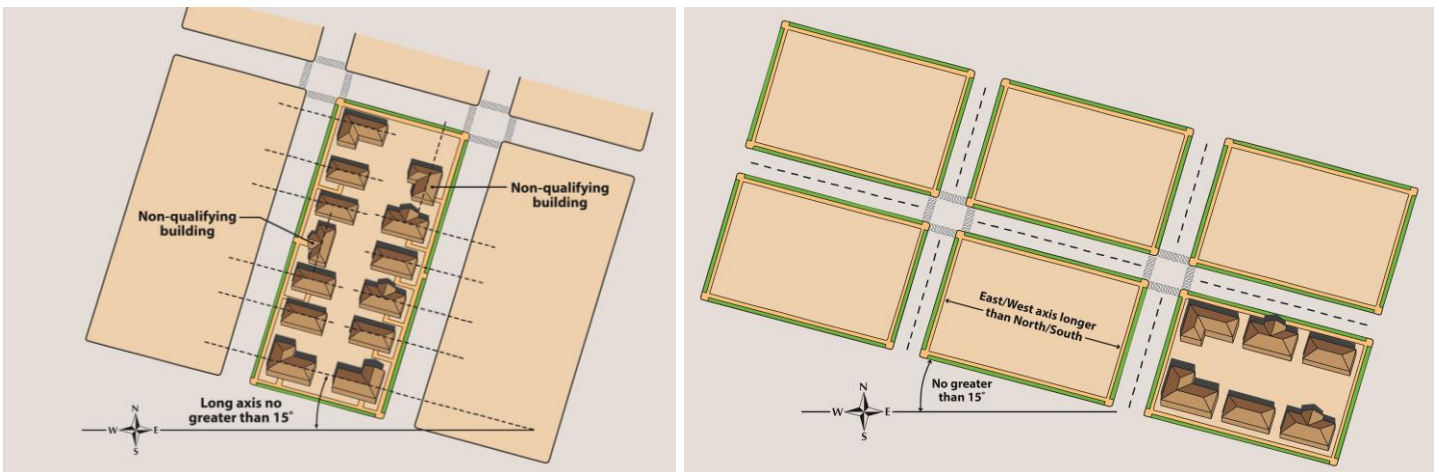 Non-qualifying
building
Non-qualifying
building
Long axis no
greater than 15°
N
W E
S
East/West axis longer
than North/South
No greater
than 15°
N
W E
S